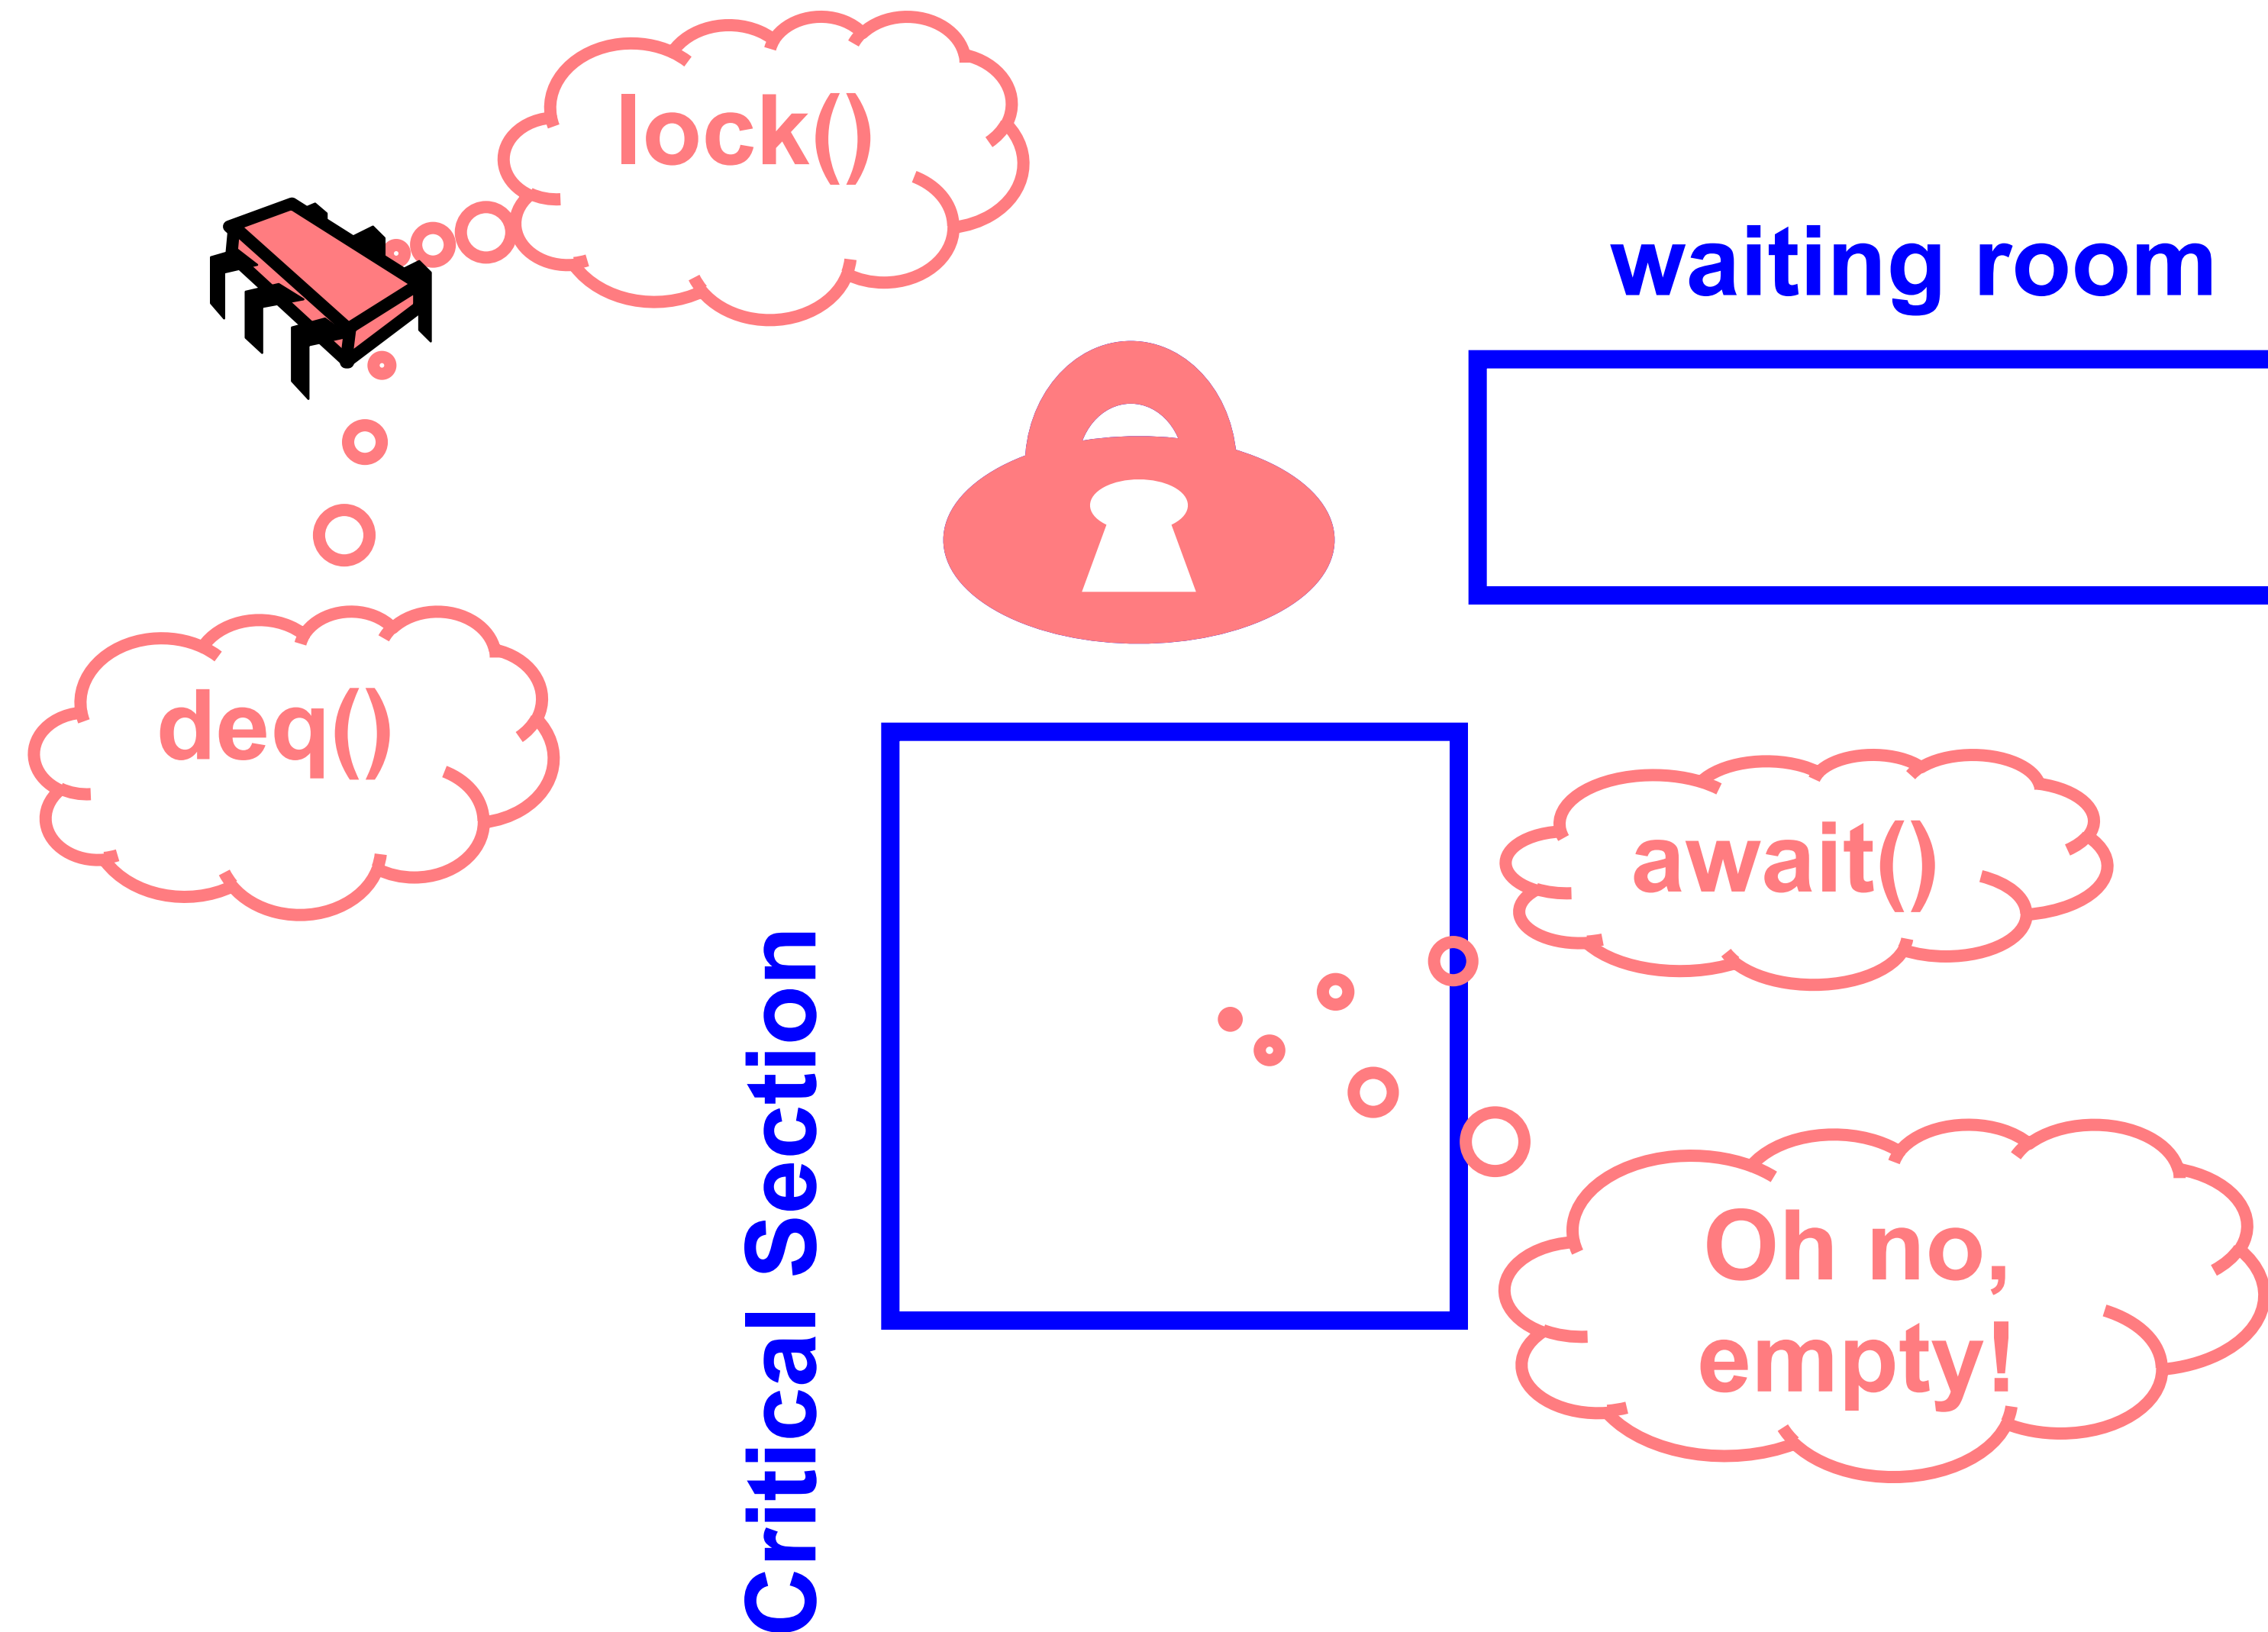 lock()
waiting room
deq()
await()
Critical Section
Oh no,
empty!